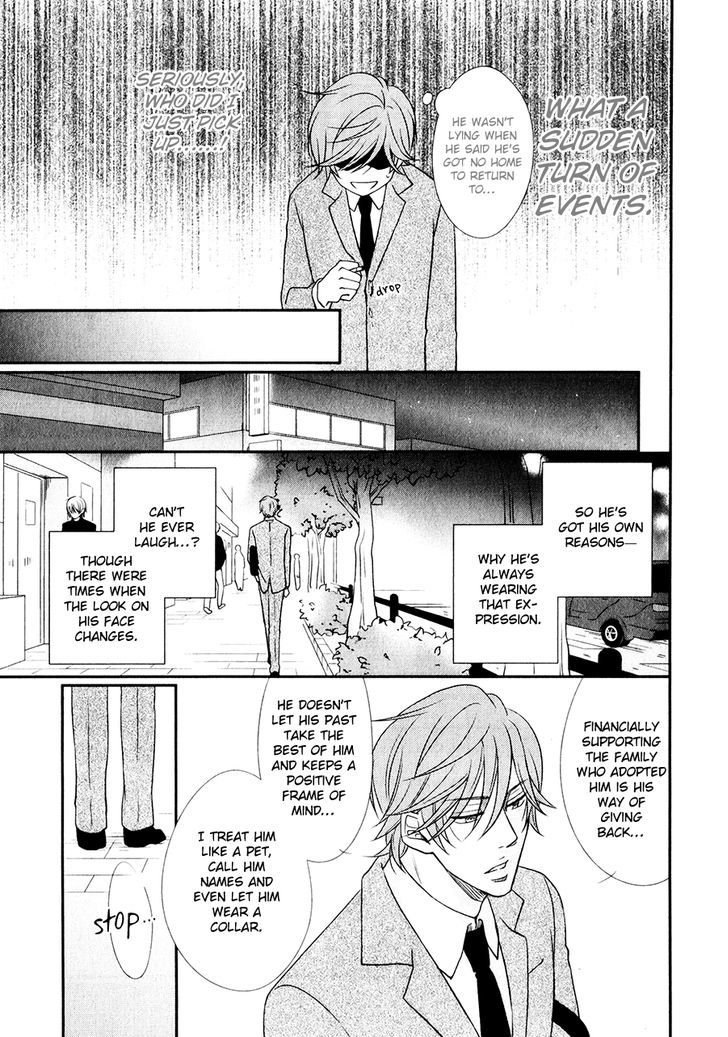 WHAT A
SUDDEN
TURN OF
EVENTS.
HE WASN'T
LYING WHEN
HE SAID HE'S
GOT NO HOME
TO RETURN
TO...
SERIOUSLY,
WHO DID I
JUST PICK
UP......!
drop
SO HE'S
GOT HIS OWN
REASONS—
WHY HE'S
ALWAYS
WEARING
THAT EX-
PRESSION.
CAN'T
HE EVER
LAUGH...?
THOUGH
THERE WERE
TIMES WHEN
THE LOOK ON
HIS FACE
CHANGES.
FINANCIALLY
SUPPORTING
THE FAMILY
WHO ADOPTED
HIM IS HIS
WAY OF
GIVING
BACK...
HE DOESN'T
LET HIS PAST
TAKE THE
BEST OF HIM
AND KEEPS A
POSITIVE
FRAME OF
MIND...
I TREAT HIM
LIKE A PET,
CALL HIM
NAMES AND
EVEN LET HIM
WEAR A
COLLAR.
stop...